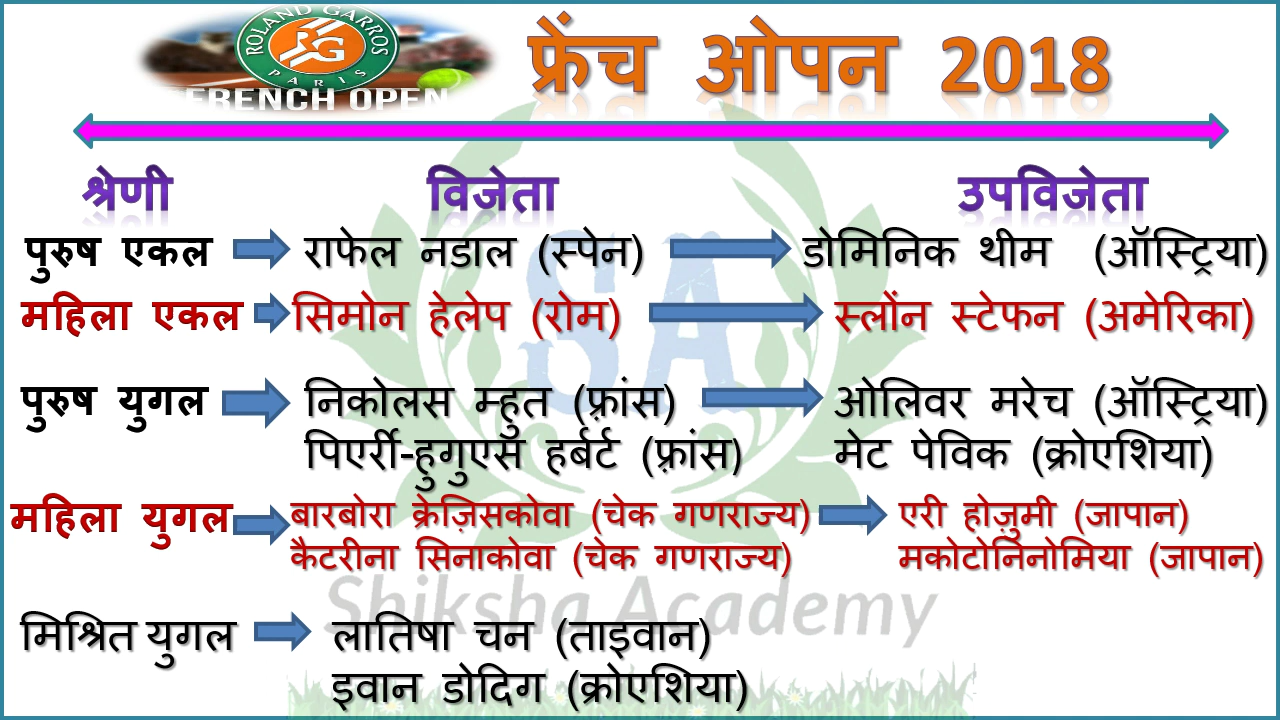 ROLAND GARROS
PARIS
FRENCH OPEN
फ्रेंच ओपन 2018
श्रेणी विजेता उपविजेता
पुरुष एकल राफेल नडाल (स्पेन) डोमिनिक थीम (ऑस्ट्रिया)
महिला एकल सिमोन हेलेप (रोम) स्लोंन स्टेफन (अमेरिका)
पुरुष युगल निकोलस म्हुत (फ़्रांस) ओलिवर मरेच (ऑस्ट्रिया)
पिएर्री-हुगुएस हर्बर्ट (फ़्रांस) मेट पेविक (क्रोएशिया)
महिला युगल बारबोरा क्रेज़िसकोवा (चेक गणराज्य) एरी होज़ुमी (जापान)
कैटरीना सिनाकोवा (चेक गणराज्य) मकोटोनिनोमिया (जापान)
SA
Shiksha Academy
मिश्रित युगल लातिषा चन (ताइवान)
इवान डोदिग (क्रोएशिया)